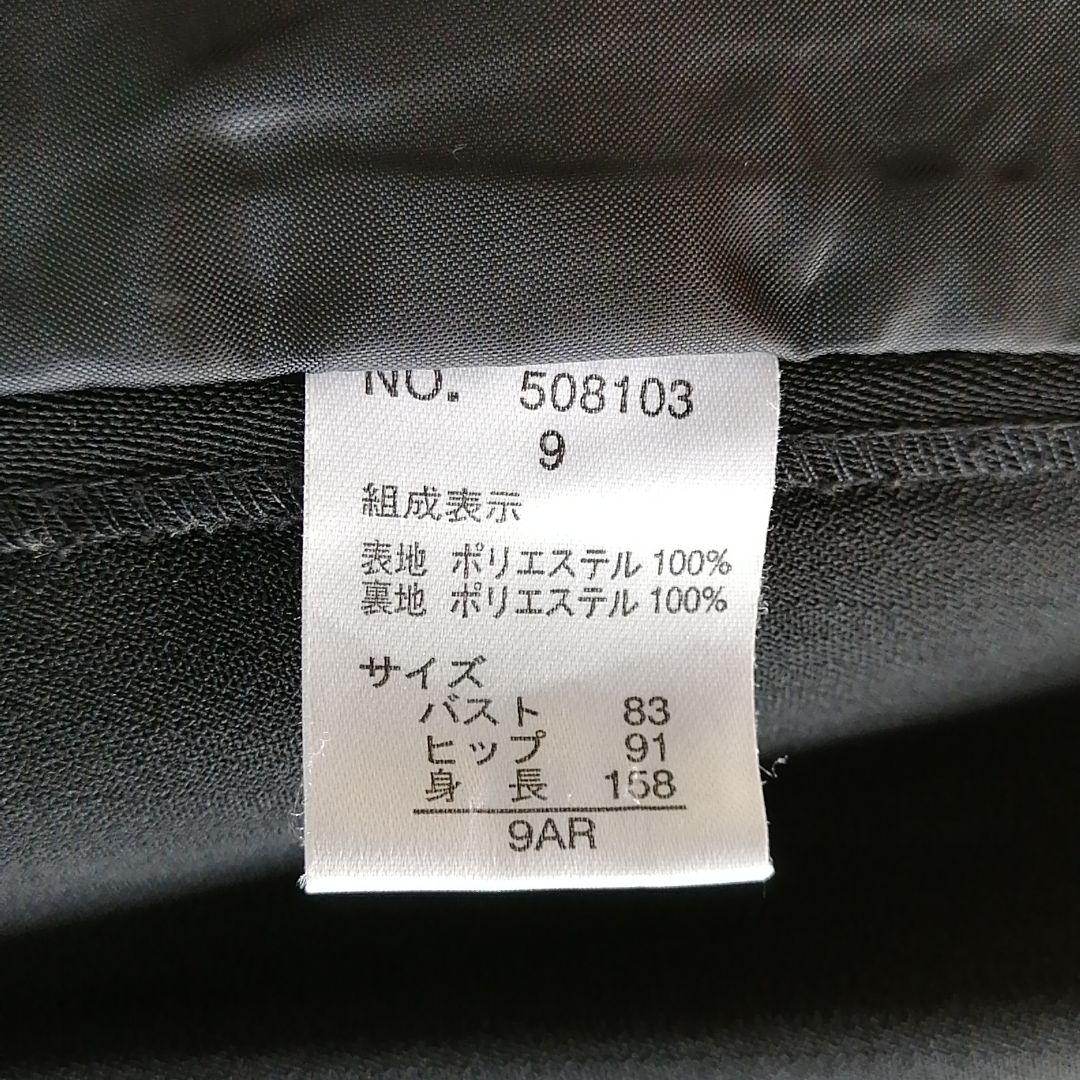 NO. 508103
9
組成表示
表地 ポリエステル 100%
裏地 ポリエステル 100%
サイズ
バスト 83
ヒップ 91
身 長 158
9AR